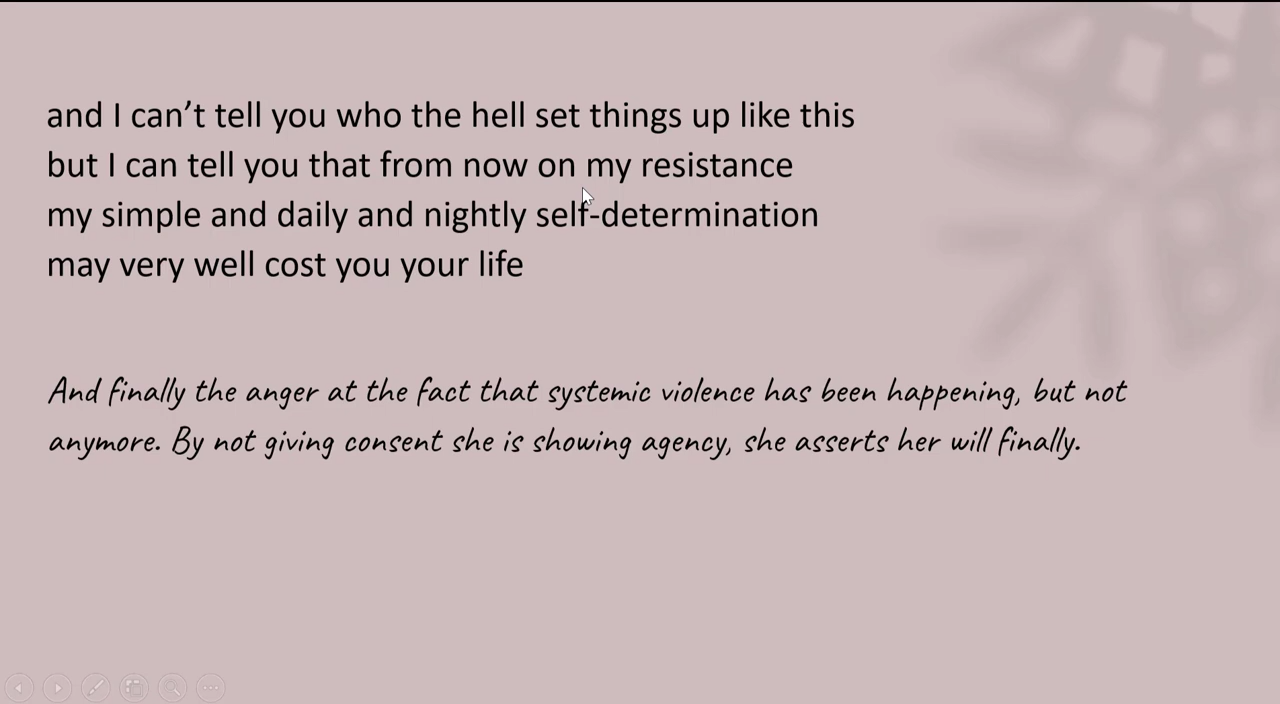 and I can’t tell you who the hell set things up like this
but I can tell you that from now on my resistance
my simple and daily and nightly self-determination
may very well cost you your life
And finally the anger at the fact that systemic violence has been happening, but not
anymore. By not giving consent she is showing agency, she asserts her will finally.